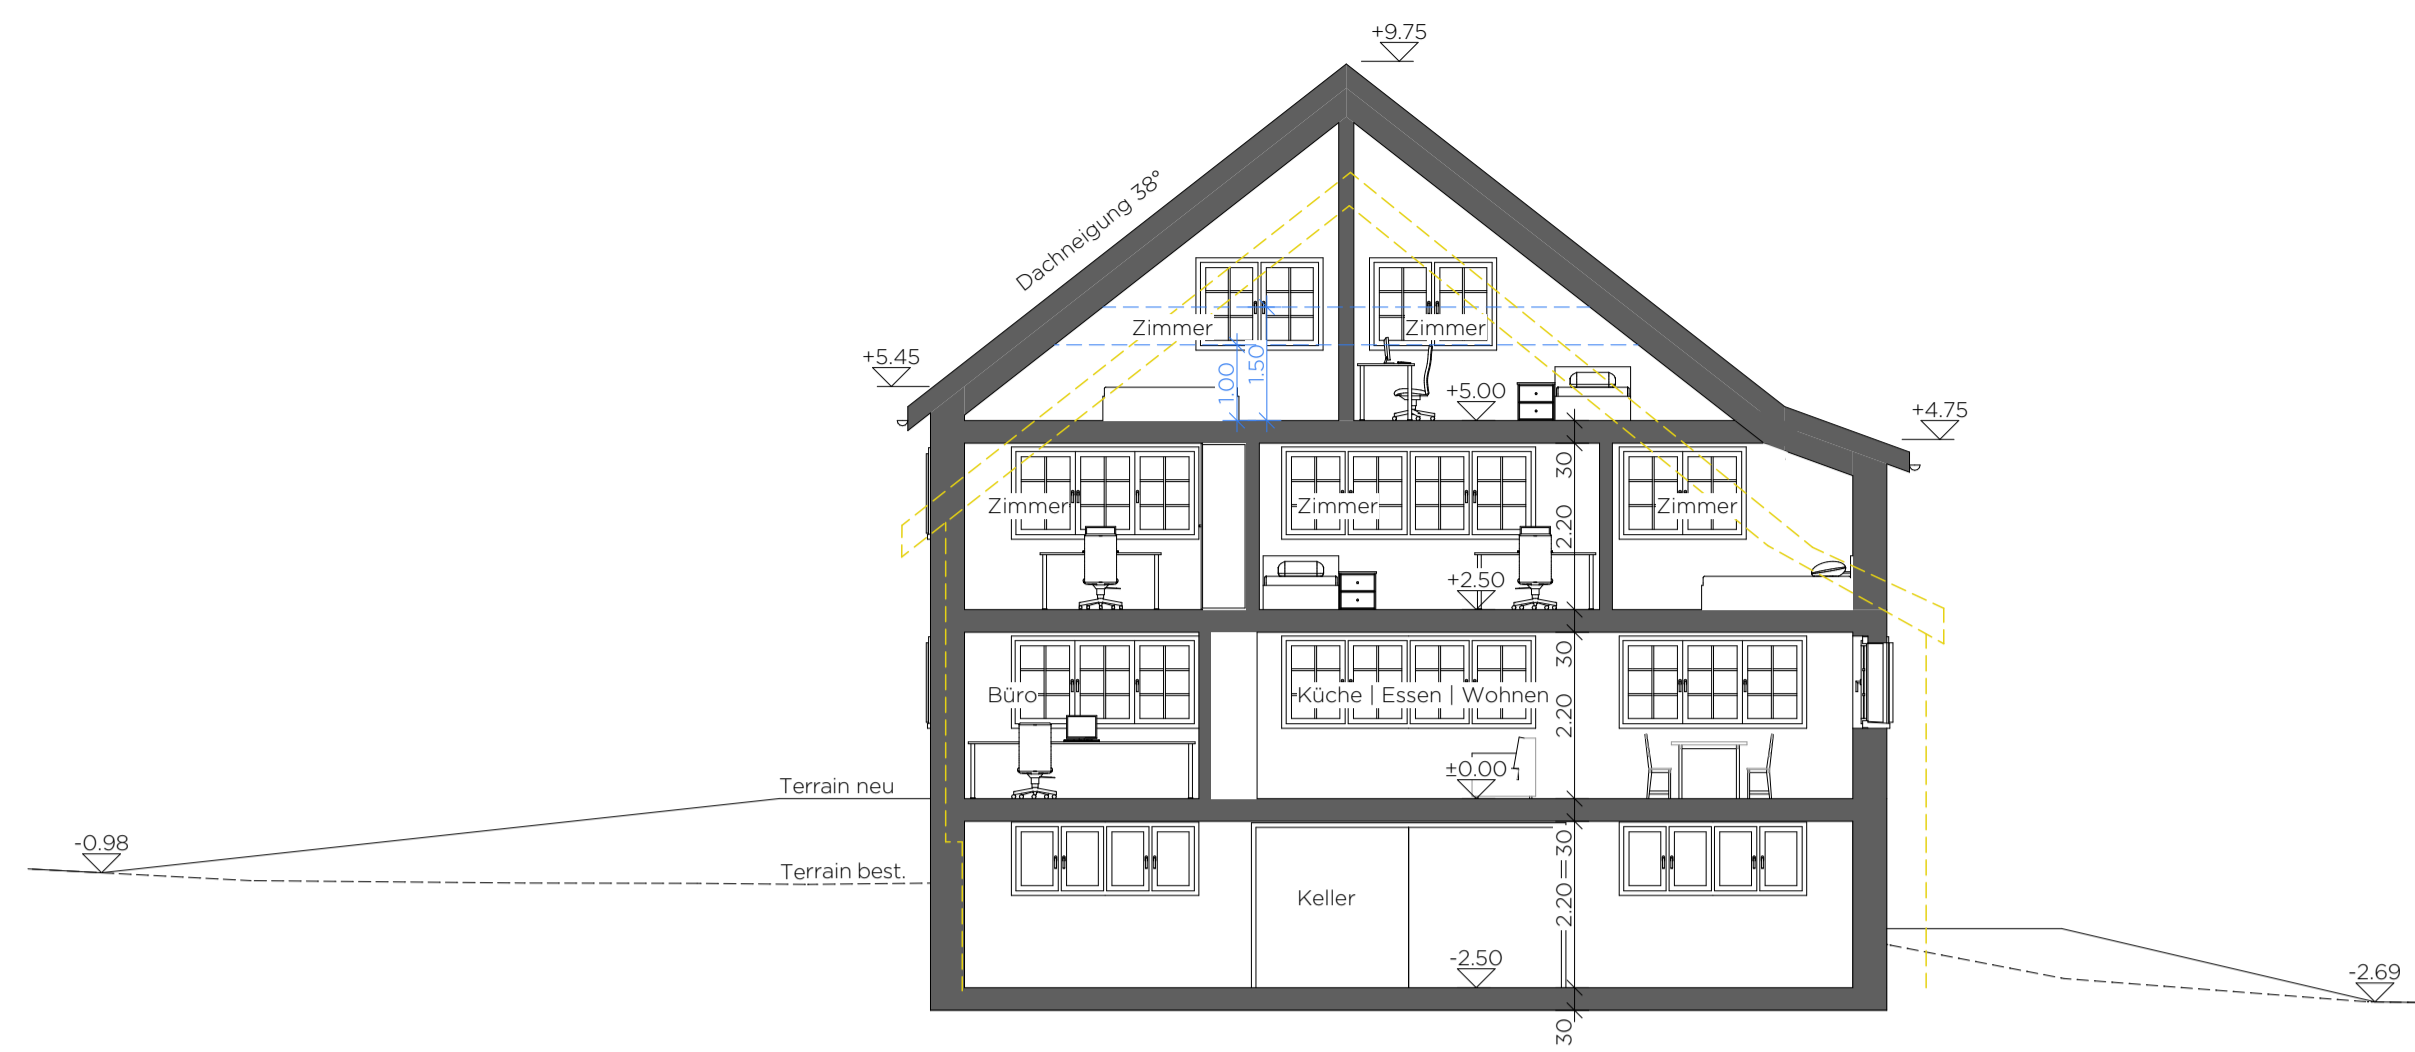 +9.75
Dachneigung 38°
Zimmer
Zimmer
1.00
1.50
+5.45
+5.00
+4.75
30
Zimmer
Zimmer
Zimmer
2.20
+2.50
30
Büro
Küche | Essen | Wohnen
2.20
±0.00
Terrain neu
-0.98
Terrain best.
30
Keller
2.20
-2.50
-2.69
30